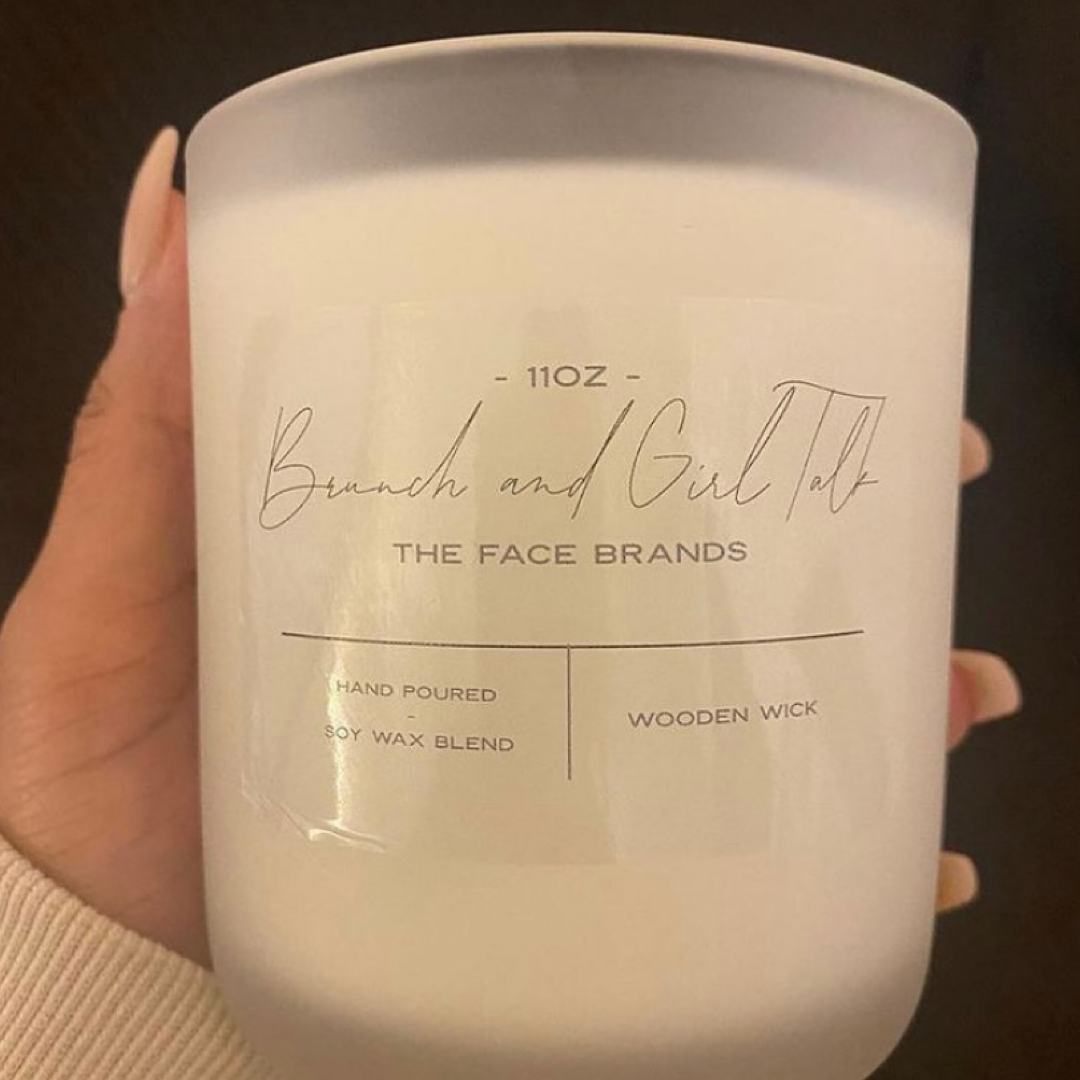 - 11OZ -
Brunch and Girl Talk
THE FACE BRANDS
HAND POURED
-
SOY WAX BLEND
WOODEN WICK